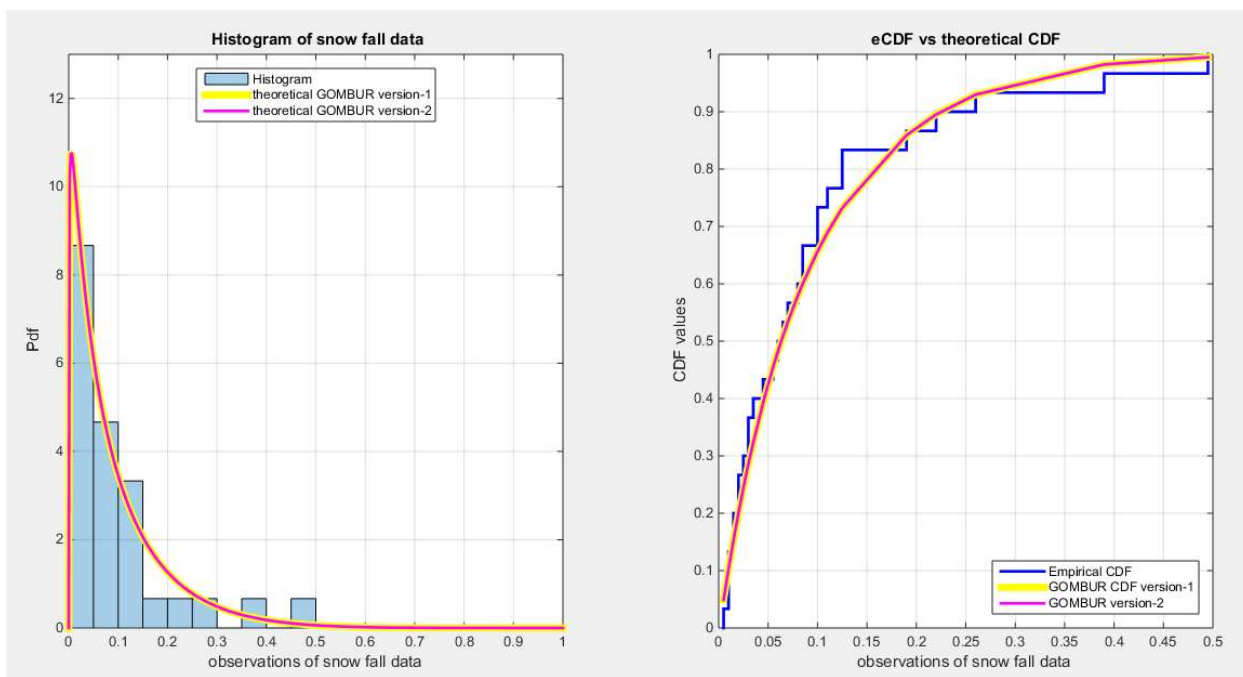 Histogram of snow fall data
Histogram
theoretical GOMBUR version-1
theoretical GOMBUR version-2
12
10
8
6
4
2
0
Pdf
0 0.1 0.2 0.3 0.4 0.5 0.6 0.7 0.8 0.9 1
observations of snow fall data
eCDF vs theoretical CDF
1
0.9
0.8
0.7
0.6
0.5
0.4
0.3
0.2
0.1
0
CDF values
Empirical CDF
GOMBUR CDF version-1
GOMBUR version-2
0 0.05 0.1 0.15 0.2 0.25 0.3 0.35 0.4 0.45 0.5
observations of snow fall data